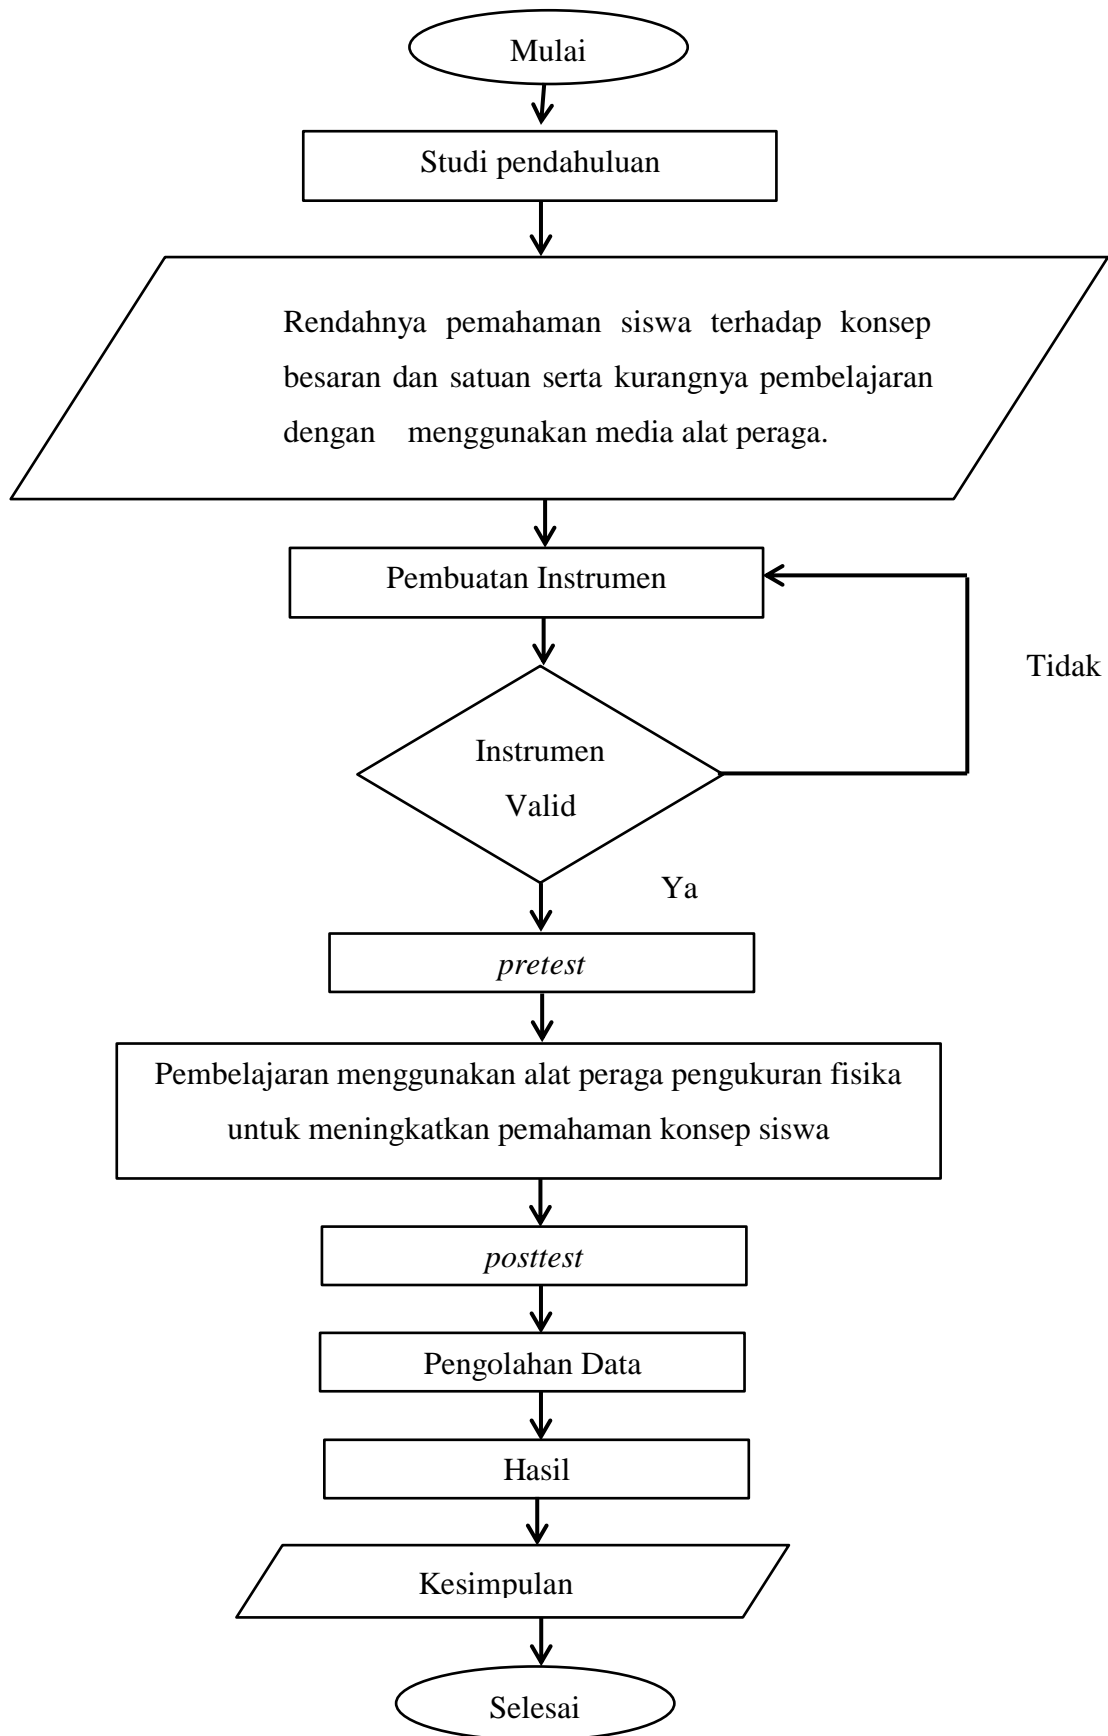 Mulai
Studi pendahuluan
Rendahnya pemahaman siswa terhadap konsep
besaran dan satuan serta kurangnya pembelajaran
dengan menggunakan media alat peraga.
Pembuatan Instrumen
Tidak
Instrumen
Valid
Ya
pretest
Pembelajaran menggunakan alat peraga pengukuran fisika
untuk meningkatkan pemahaman konsep siswa
posttest
Pengolahan Data
Hasil
Kesimpulan
Selesai